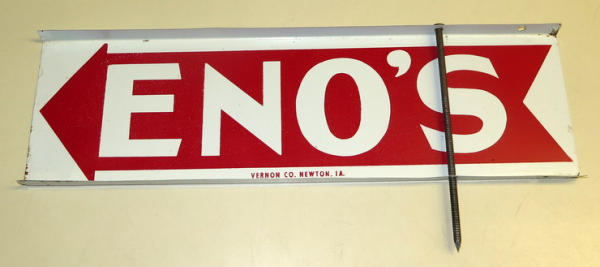 ENO'S
VERNON CO. NEWTON, IA.